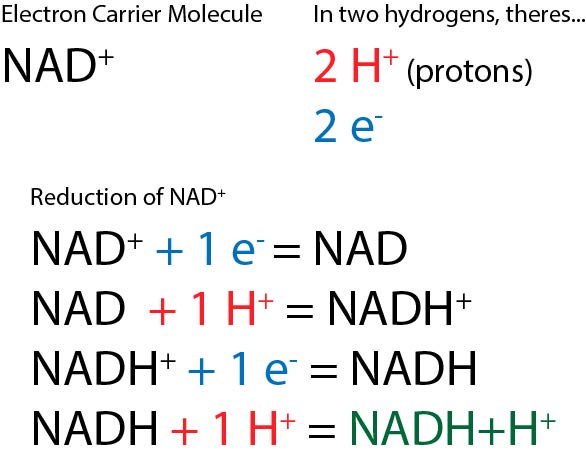 Electron Carrier Molecule
NAD⁺
In two hydrogens, theres...
2 H⁺ (protons)
2 e⁻
Reduction of NAD⁺
NAD⁺ + 1 e⁻ = NAD
NAD + 1 H⁺ = NADH⁺
NADH⁺ + 1 e⁻ = NADH
NADH + 1 H⁺ = NADH+H⁺